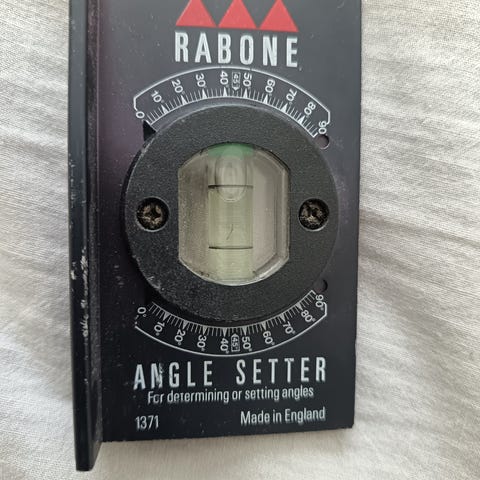 RABONE
0 10 20 30 40 45 50 60 70 80 90
0 10° 20° 30° 40° 45° 50° 60° 70° 80° 90°
ANGLE SETTER
For determining or setting angles
1371 Made in England